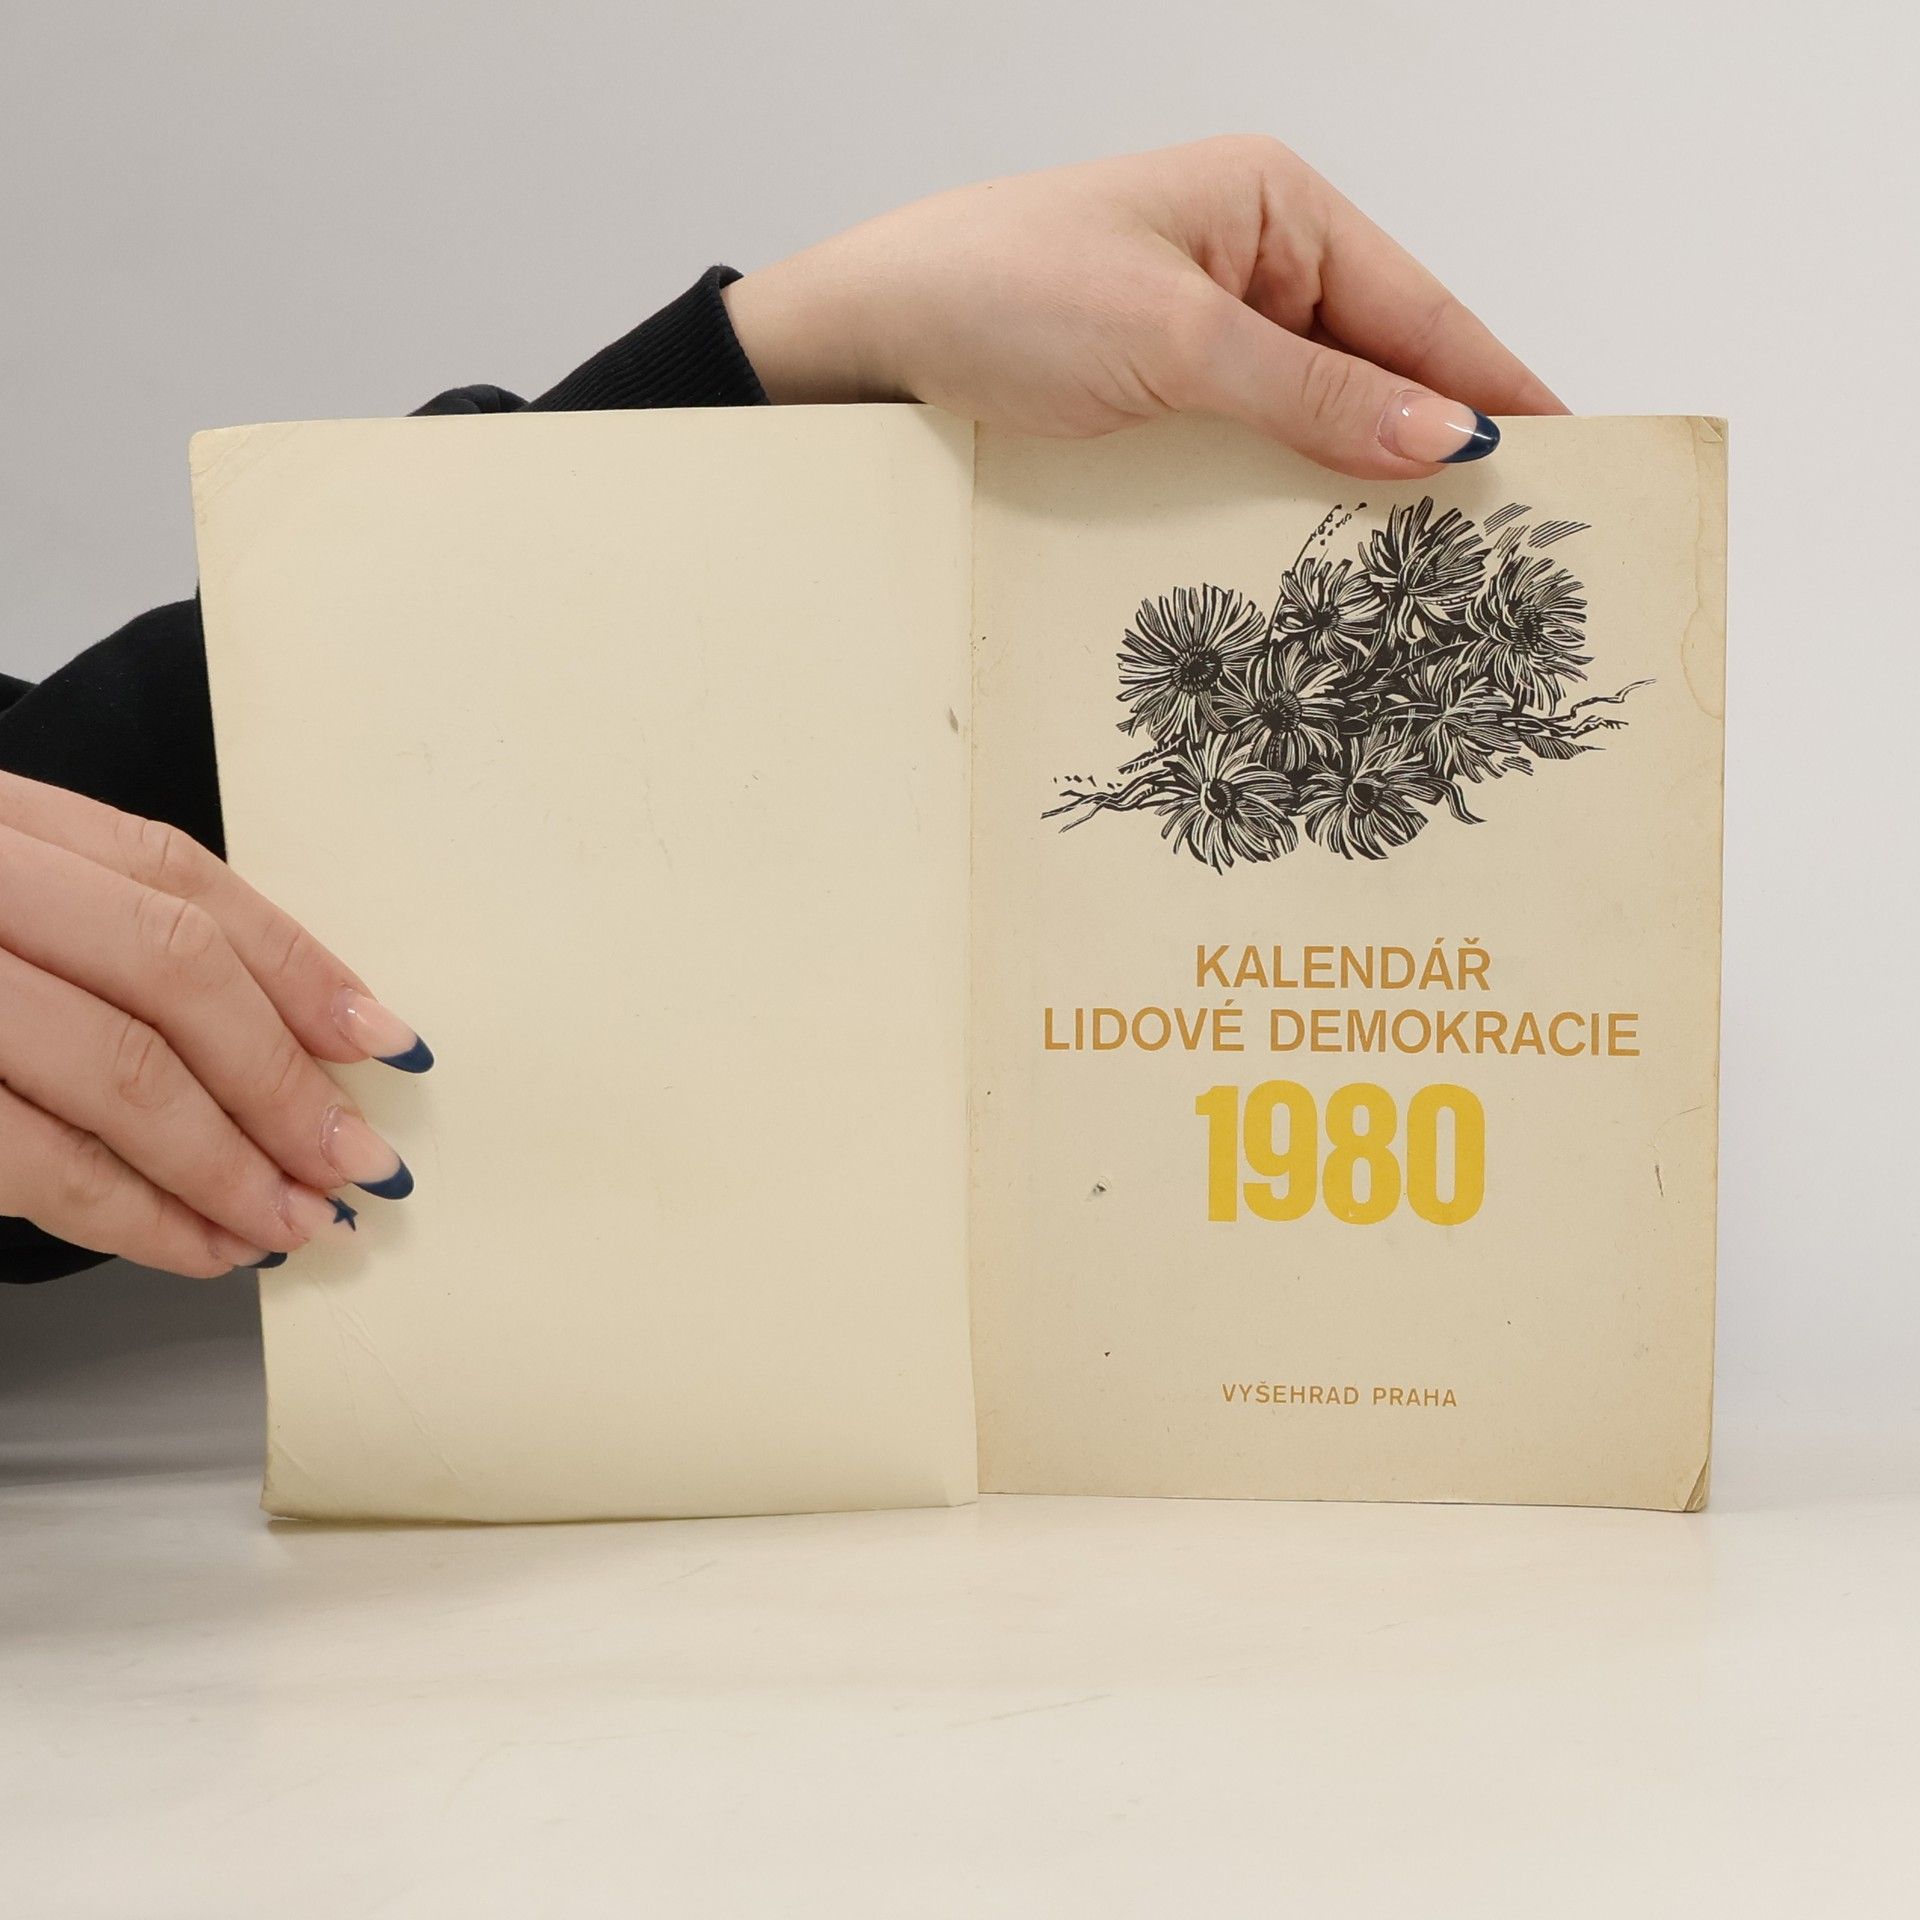 KALENDÁŘ
LIDOVÉ DEMOKRACIE
1980
VYŠEHRAD PRAHA